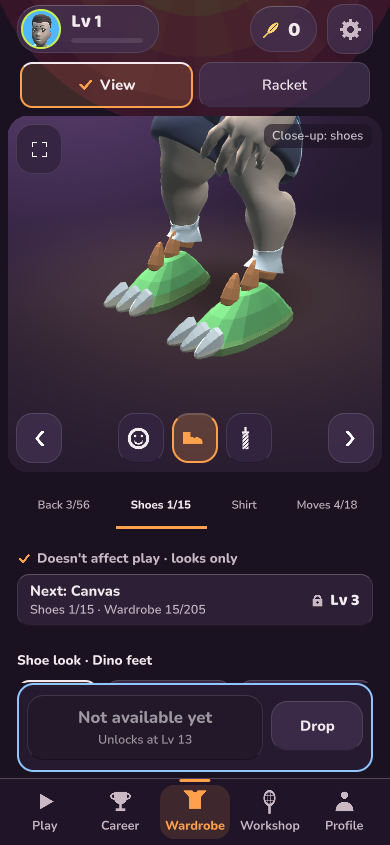 Lv 1
0
View
Racket
Close-up: shoes
Back 3/56
Shoes 1/15
Shirt
Moves 4/18
Doesn't affect play · looks only
Next: Canvas
Shoes 1/15 · Wardrobe 15/205
Lv 3
Shoe look · Dino feet
Not available yet
Unlocks at Lv 13
Drop
Play
Career
Wardrobe
Workshop
Profile